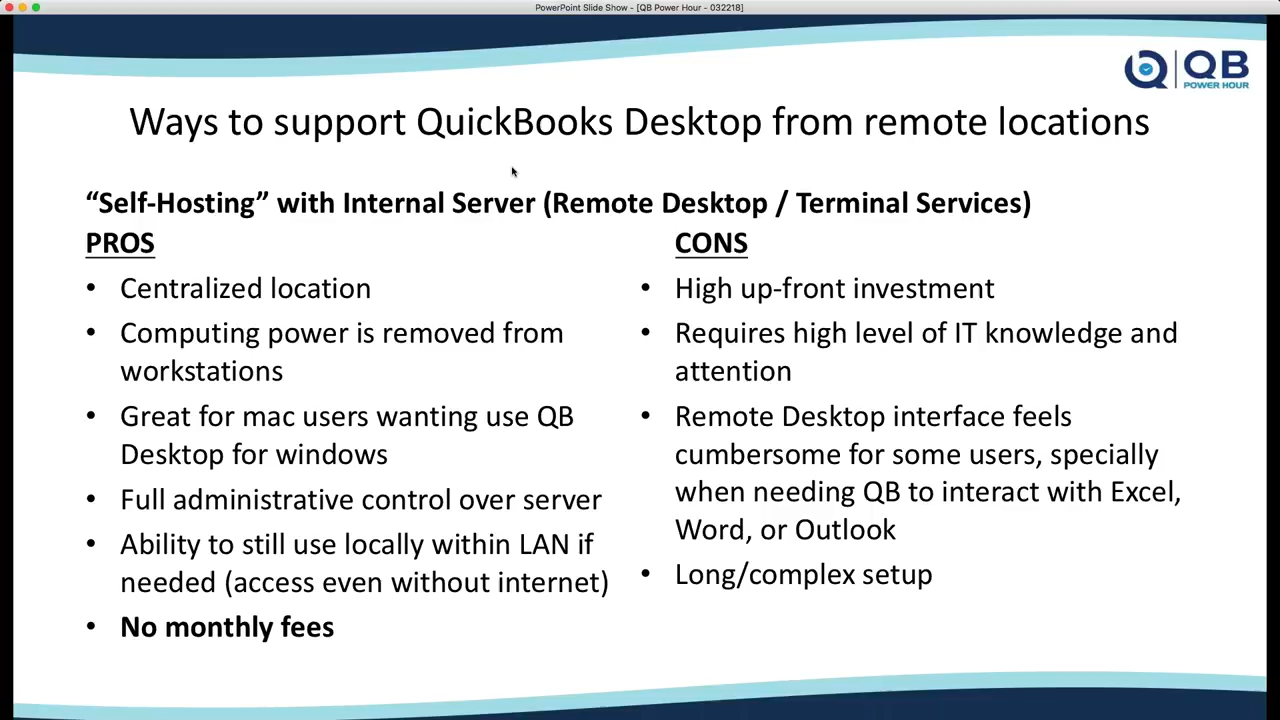 PowerPoint Slide Show - [QB Power Hour - 032218]
QB
POWER HOUR
Ways to support QuickBooks Desktop from remote locations
“Self-Hosting” with Internal Server (Remote Desktop / Terminal Services)
PROS
• Centralized location
• Computing power is removed from
workstations
• Great for mac users wanting use QB
Desktop for windows
• Full administrative control over server
• Ability to still use locally within LAN if
needed (access even without internet)
• No monthly fees
CONS
• High up-front investment
• Requires high level of IT knowledge and
attention
• Remote Desktop interface feels
cumbersome for some users, specially
when needing QB to interact with Excel,
Word, or Outlook
• Long/complex setup